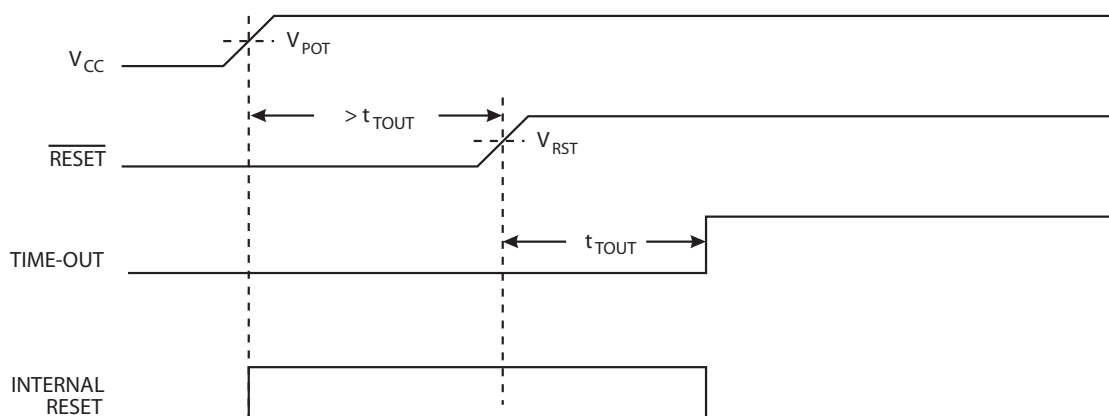 V_CC
V_POT
> t_TOUT
RESET
V_RST
TIME-OUT
t_TOUT
INTERNAL
RESET